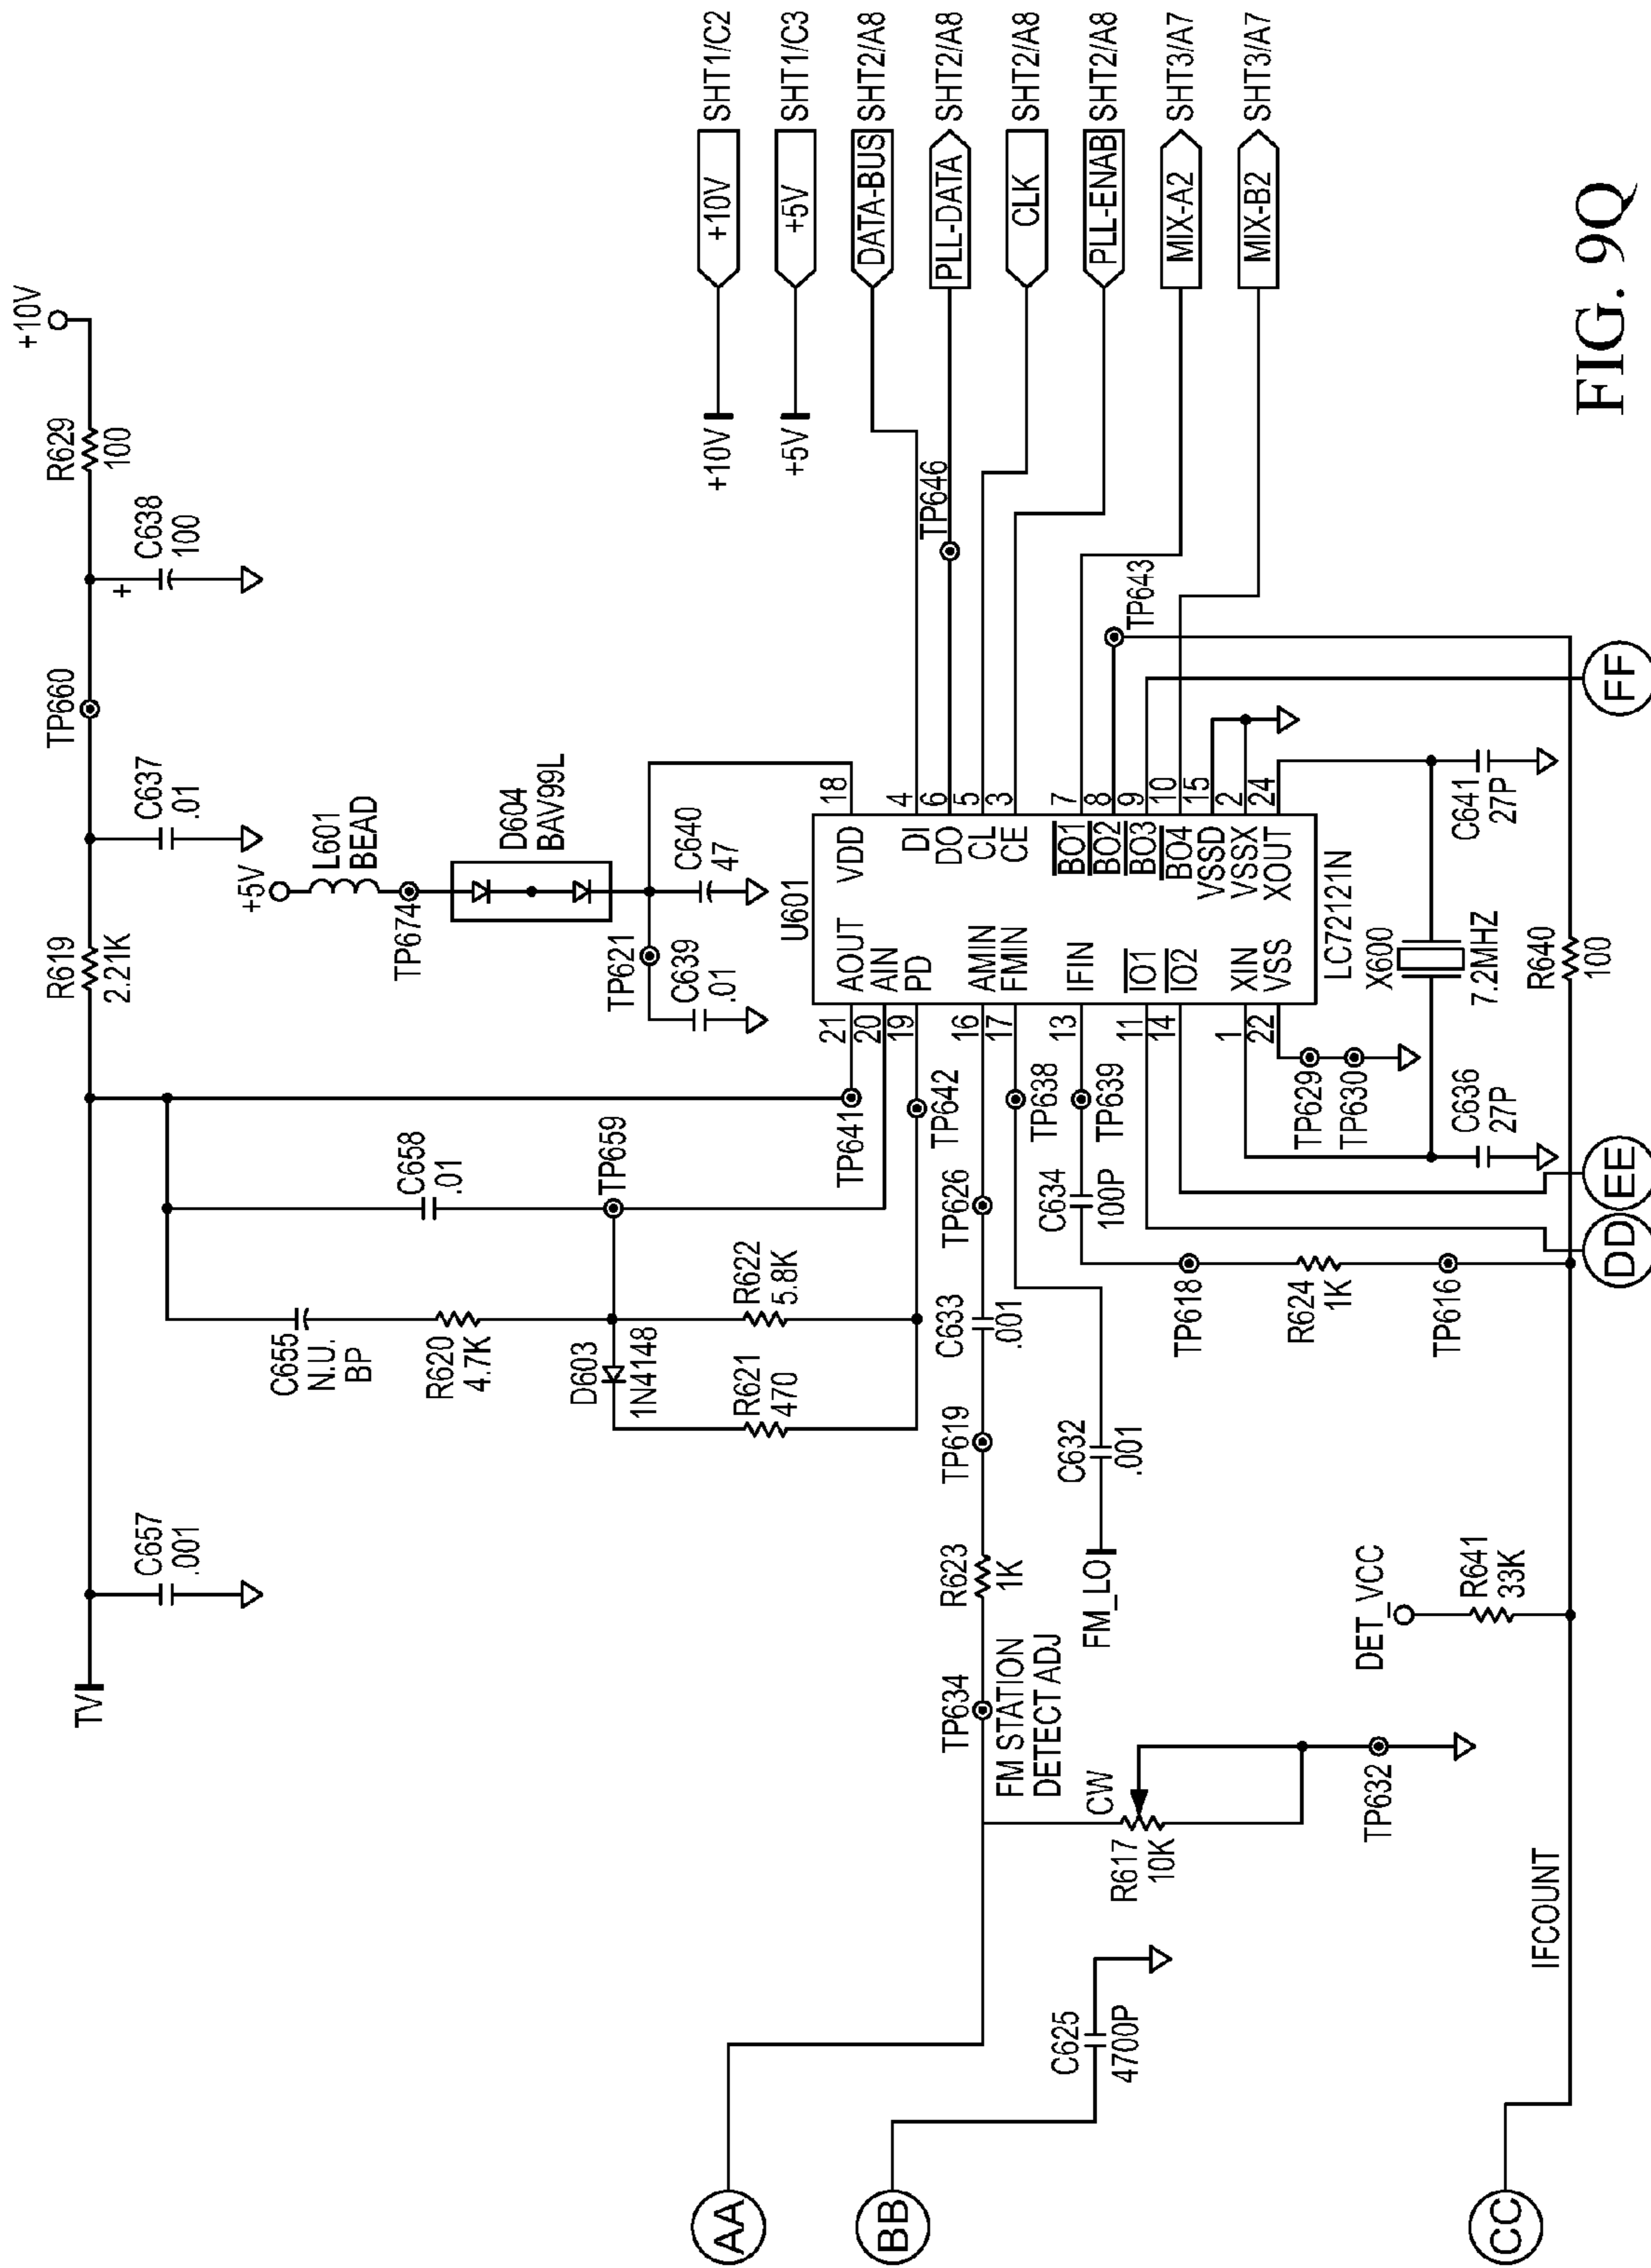 +10V
R629
100
C638
100
+
TP660
C637
.01
R619
2.21K
C657
.001
TV
+5V
L601
BEAD
TP674
D604
BAV99L
TP621
C640
47
C639
.01
C658
.01
TP659
C655
N.U.
BP
R620
4.7K
D603
1N4148
R622
5.8K
R621
470
TP641
TP642
U601
AOUT
AIN
PD
AMIN
FMIN
IFIN
IO1
IO2
XIN
VSS
VDD
DI
DO
CL
CE
BO1
BO2
BO3
BO4
VSSD
VSSX
XOUT
LC72121N
21
20
19
16
17
13
11
14
1
22
18
4
6
5
3
7
8
9
10
15
2
24
+10V
+10V
SHT1/C2
+5V
+5V
SHT1/C3
DATA-BUS
SHT2/A8
PLL-DATA
SHT2/A8
CLK
SHT2/A8
PLL-ENAB
SHT2/A8
MIX-A2
SHT3/A7
MIX-B2
SHT3/A7
TP646
TP643
TP626
C633
.001
TP619
R623
1K
TP634
FM STATION
DETECT ADJ
CW
R617
10K
TP632
TP638
TP639
C634
100P
C632
.001
FM_LO
TP618
R624
1K
TP616
TP629
TP630
X600
7.2MHZ
C636
27P
C641
27P
R640
100
DET_VCC
R641
33K
C625
4700P
IFCOUNT
AA
BB
CC
DD
EE
FF
FIG. 9Q